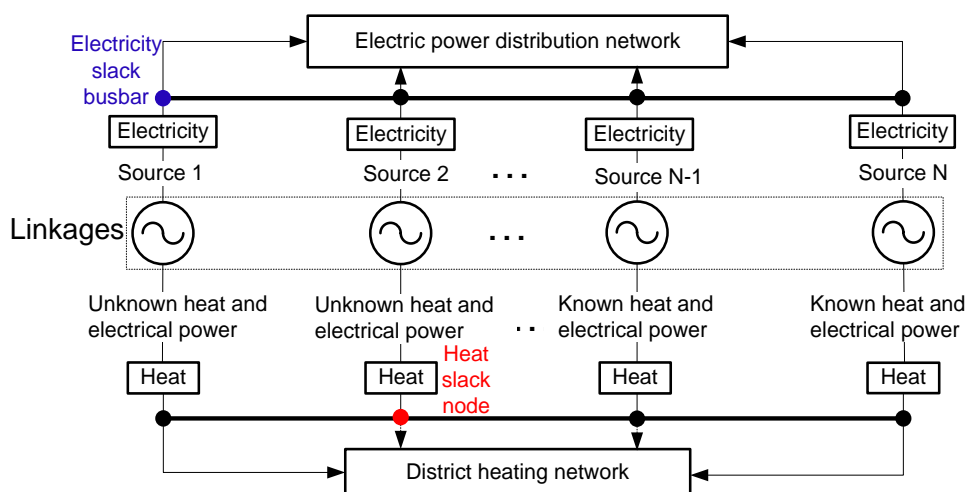 Electric power distribution network
Electricity
slack
busbar
Electricity
Electricity
Electricity
Electricity
Source 1
Source 2
...
Source N-1
Source N
Linkages
...
Unknown heat and
electrical power
Unknown heat and
electrical power
..
Known heat and
electrical power
Known heat and
electrical power
Heat
Heat
Heat
slack
node
Heat
Heat
District heating network